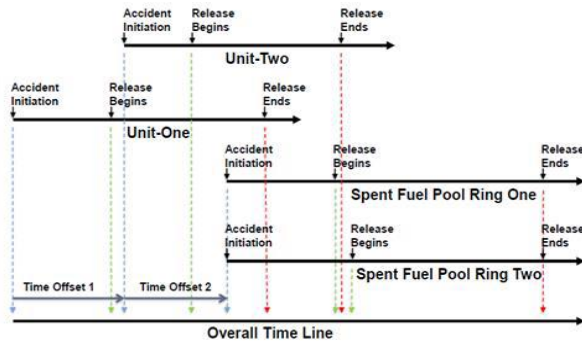 Accident
Initiation
Release
Begins
Release
Ends
Unit-Two
Accident
Initiation
Release
Begins
Release
Ends
Unit-One
Accident
Initiation
Release
Begins
Release
Ends
Spent Fuel Pool Ring One
Accident
Initiation
Release
Begins
Release
Ends
Spent Fuel Pool Ring Two
Time Offset 1
Time Offset 2
Overall Time Line